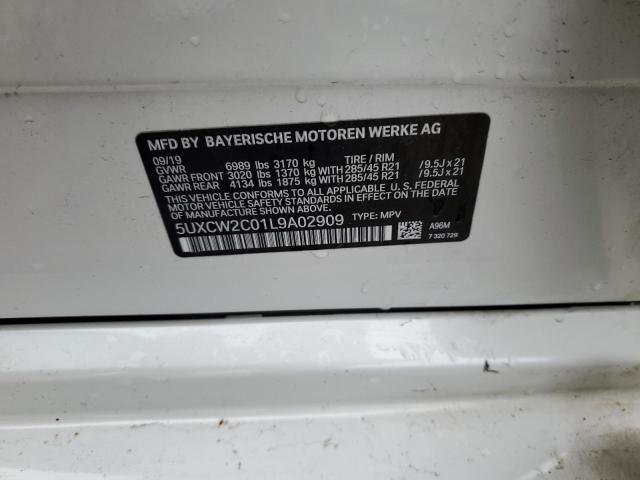 MFD BY BAYERISCHE MOTOREN WERKE AG
09/19
GVWR 6989 lbs 3170 kg TIRE / RIM
GAWR FRONT 3020 lbs 1370 kg WITH 285/45 R21 / 9.5J x 21
GAWR REAR 4134 lbs 1875 kg WITH 285/45 R21 / 9.5J x 21
THIS VEHICLE CONFORMS TO ALL APPLICABLE U. S. FEDERAL
MOTOR VEHICLE SAFETY STANDARDS IN EFFECT ON THE
DATE OF MANUFACTURE SHOWN ABOVE.
5UXCW2C01L9A02909 TYPE: MPV
A96M
7 320 729